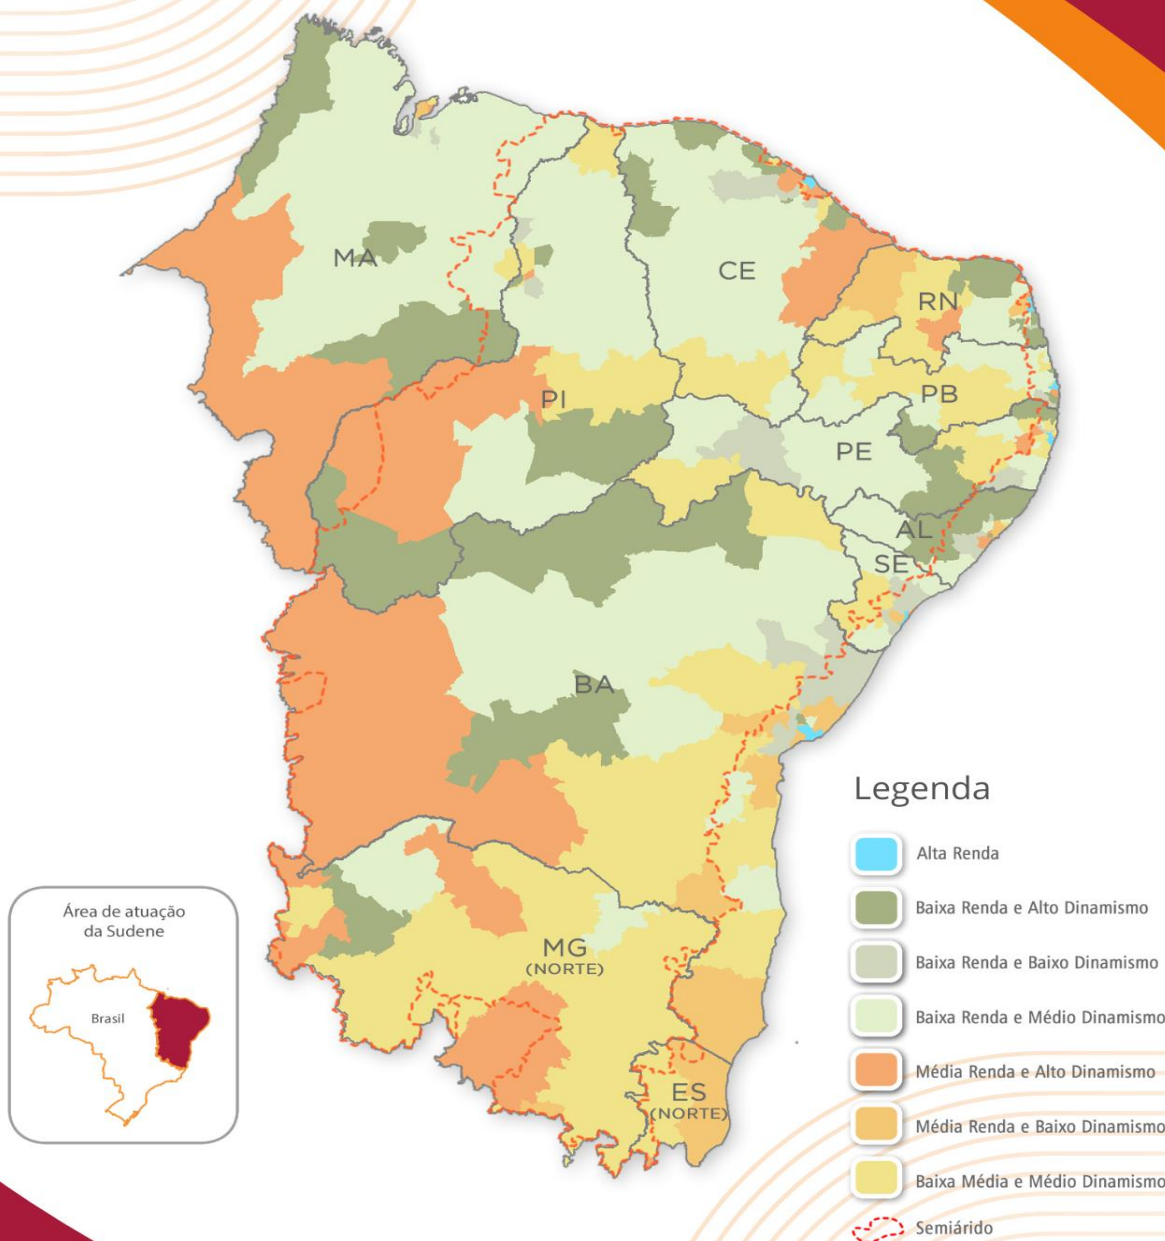 MA
CE
RN
PI
PB
PE
AL
SE
BA
MG
(NORTE)
ES
(NORTE)
Área de atuação
da Sudene
Brasil
Legenda
Alta Renda
Baixa Renda e Alto Dinamismo
Baixa Renda e Baixo Dinamismo
Baixa Renda e Médio Dinamismo
Média Renda e Alto Dinamismo
Média Renda e Baixo Dinamismo
Baixa Média e Médio Dinamismo
Semiárido